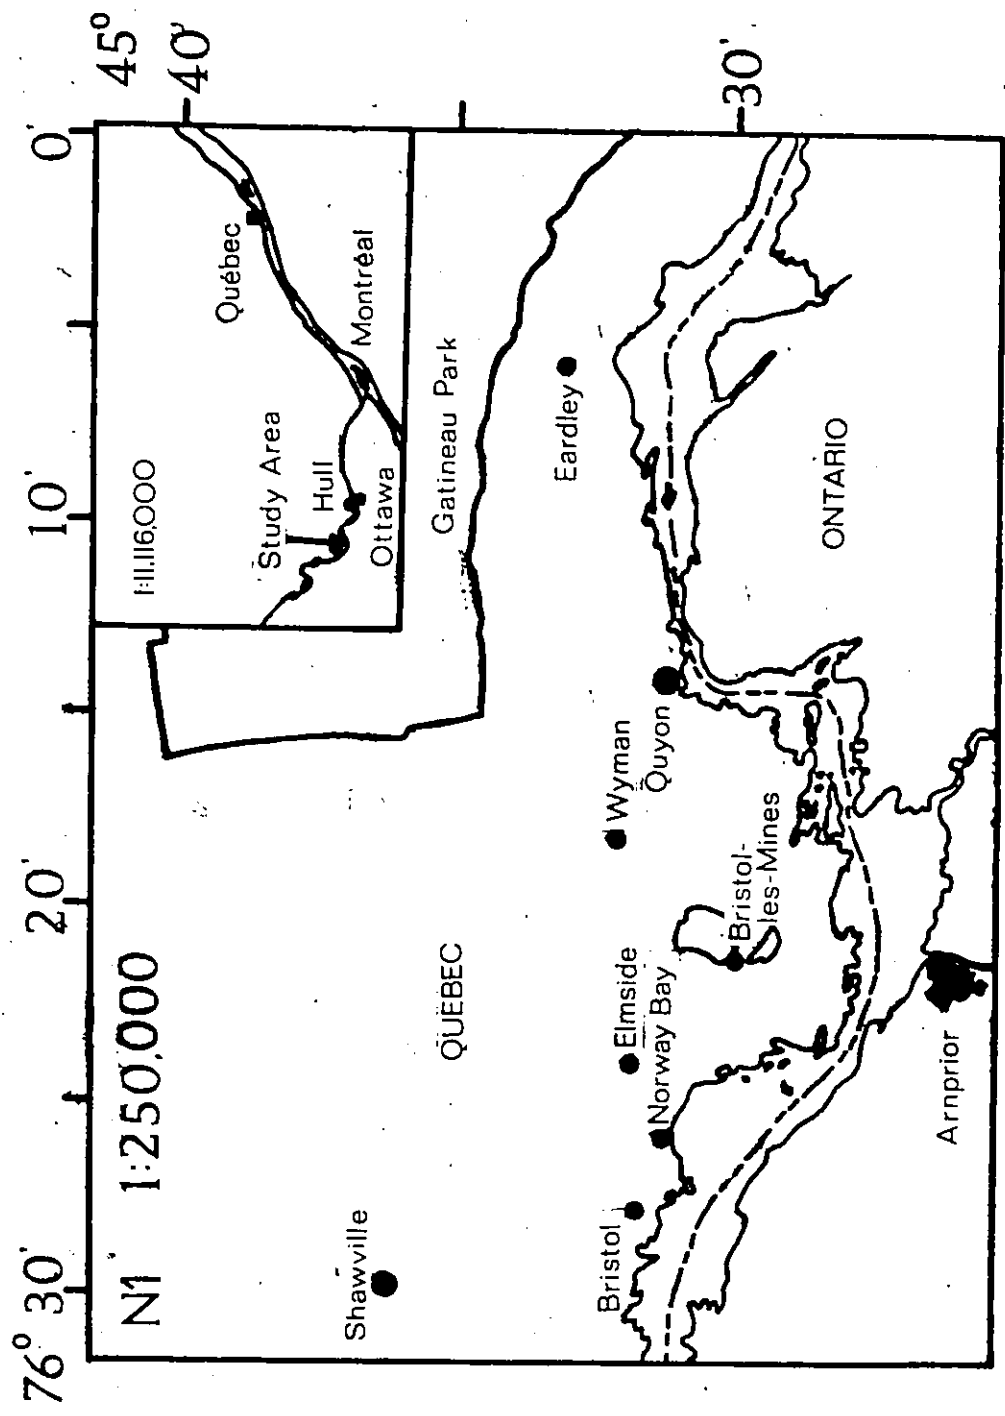 76° 30' 20' 10' 0'
45°
40'
N1 1:250,000
1:11.116,000
Québec
Study Area
Hull
Montréal
Ottawa
Shawville
QUÉBEC
Gatineau Park
Eardley
Wyman
Elmside
Bristol
Norway Bay
Quyon
30'
Bristol-
les-Mines
ONTARIO
Arnprior